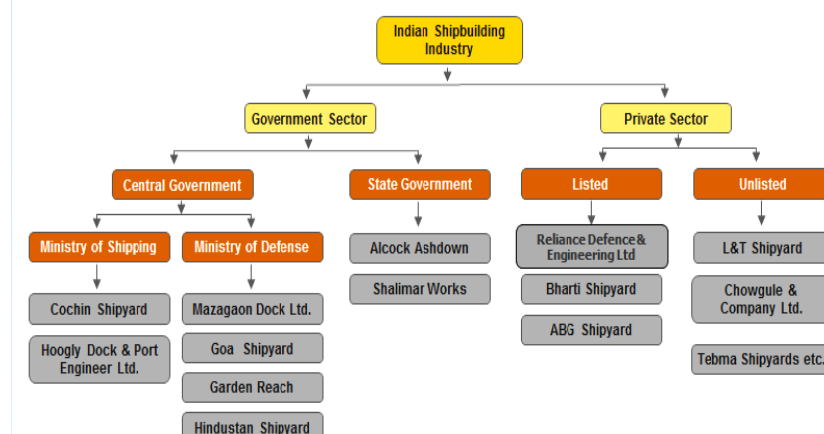 Indian Shipbuilding
Industry
Government Sector
Private Sector
Central Government
State Government
Listed
Unlisted
Ministry of Shipping
Ministry of Defense
Alcock Ashdown
Reliance Defence &
Engineering Ltd
L&T Shipyard
Shalimar Works
Bharti Shipyard
Chowgule &
Company Ltd.
Cochin Shipyard
Mazagaon Dock Ltd.
ABG Shipyard
Hoogly Dock & Port
Engineer Ltd.
Goa Shipyard
Tebma Shipyards etc.
Garden Reach
Hindustan Shipyard